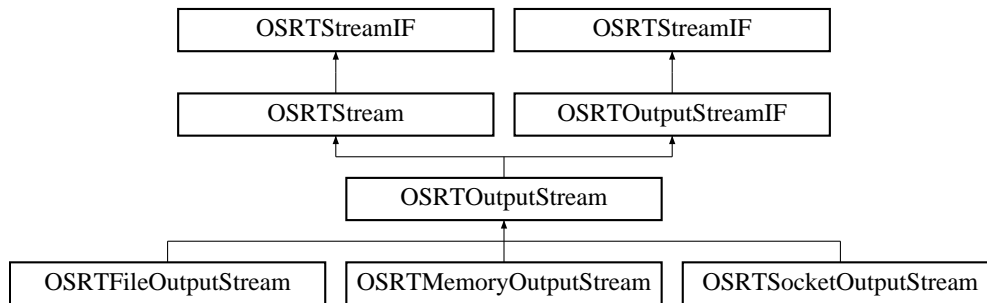 OSRTStreamIF
OSRTStreamIF
OSRTStream
OSRTOutputStreamIF
OSRTOutputStream
OSRTFileOutputStream
OSRTMemoryOutputStream
OSRTSocketOutputStream